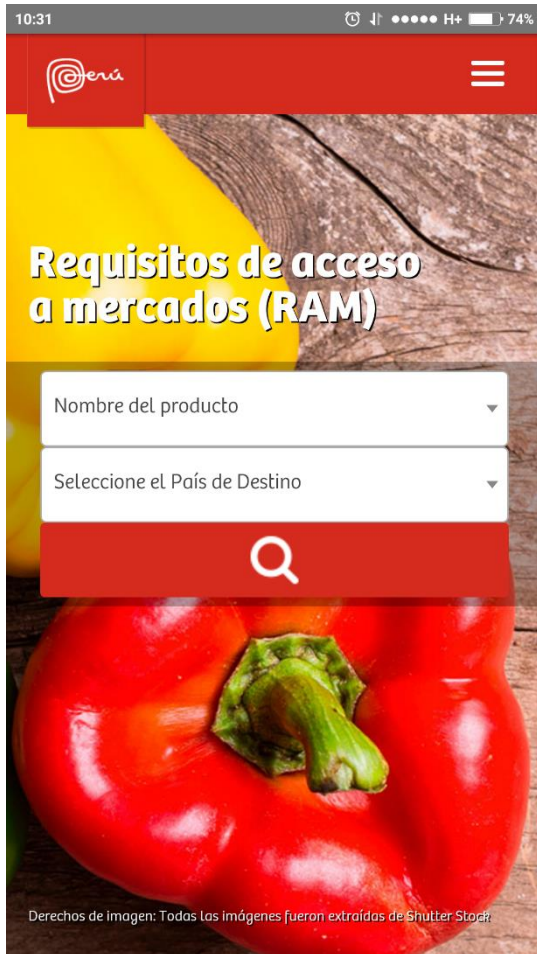 10:31
H+ 74%
Perú
Requisitos de acceso
a mercados (RAM)
Nombre del producto
Seleccione el País de Destino
Derechos de imagen: Todas las imágenes fueron extraídas de Shutter Stock